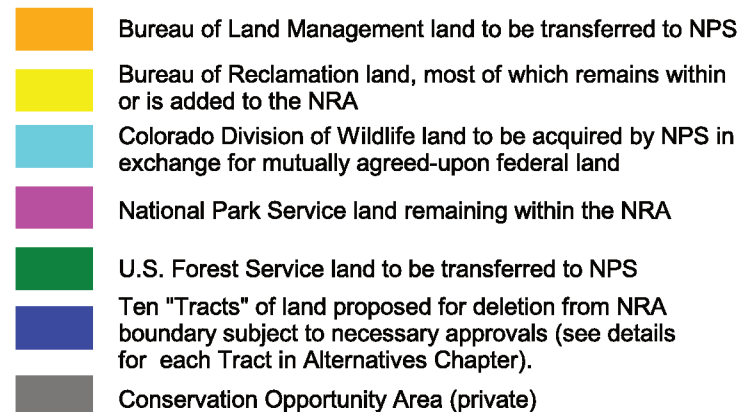 Bureau of Land Management land to be transferred to NPS
Bureau of Reclamation land, most of which remains within
or is added to the NRA
Colorado Division of Wildlife land to be acquired by NPS in
exchange for mutually agreed-upon federal land
National Park Service land remaining within the NRA
U.S. Forest Service land to be transferred to NPS
Ten "Tracts" of land proposed for deletion from NRA
boundary subject to necessary approvals (see details
for each Tract in Alternatives Chapter).
Conservation Opportunity Area (private)